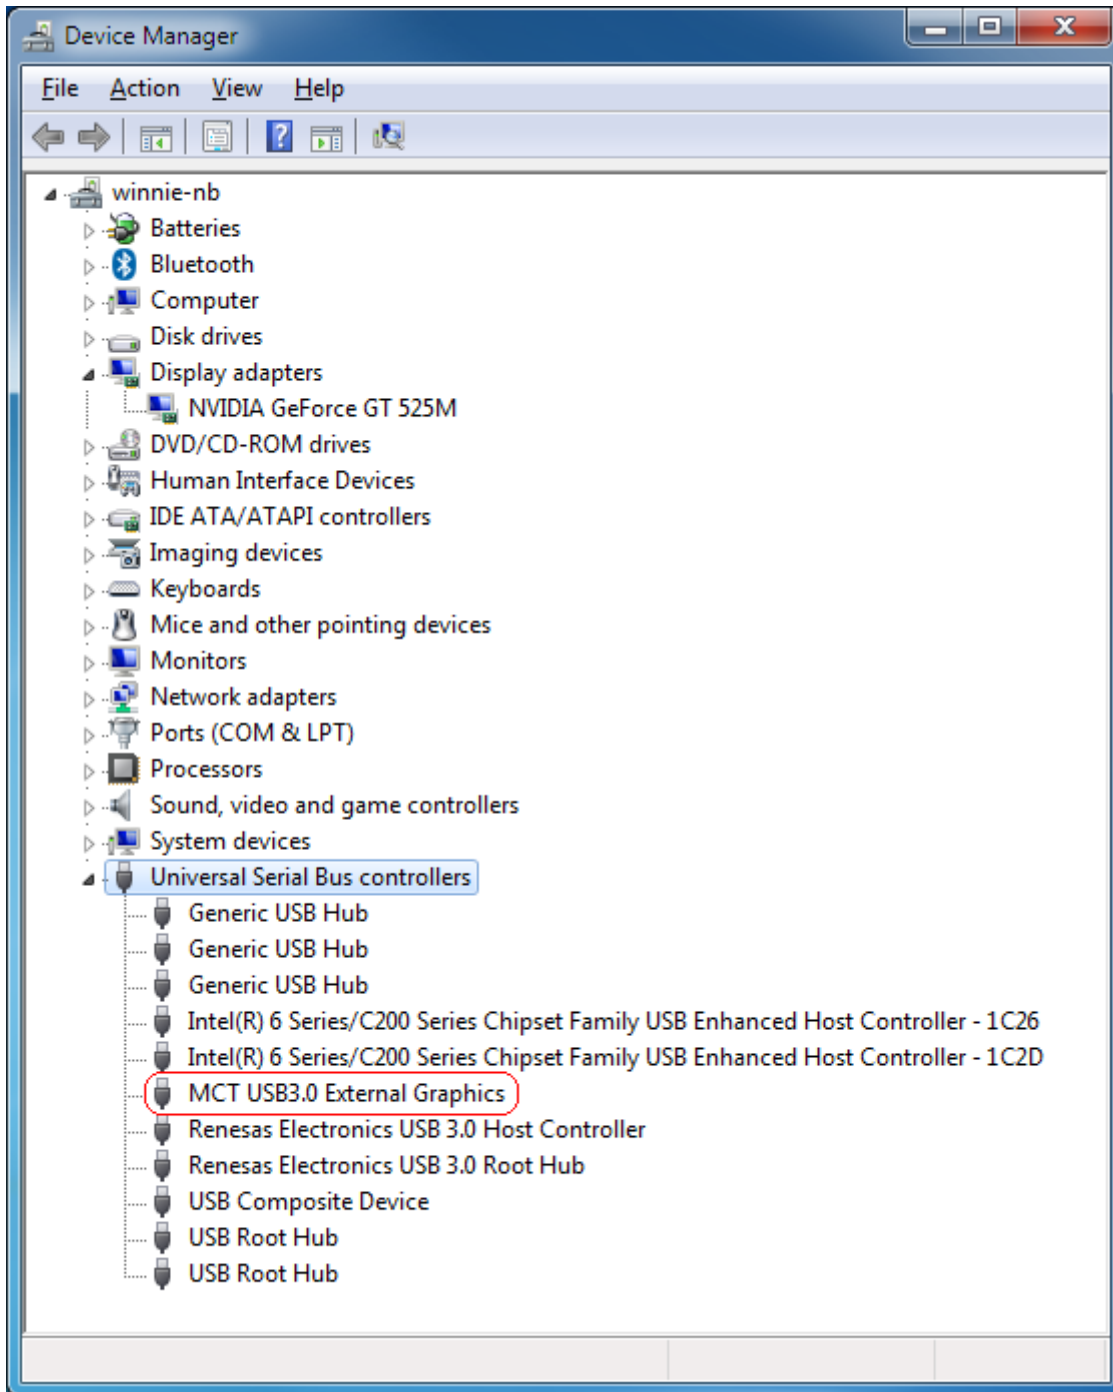 Device Manager
File Action View Help
winnie-nb
Batteries
Bluetooth
Computer
Disk drives
Display adapters
NVIDIA GeForce GT 525M
DVD/CD-ROM drives
Human Interface Devices
IDE ATA/ATAPI controllers
Imaging devices
Keyboards
Mice and other pointing devices
Monitors
Network adapters
Ports (COM & LPT)
Processors
Sound, video and game controllers
System devices
Universal Serial Bus controllers
Generic USB Hub
Generic USB Hub
Generic USB Hub
Intel(R) 6 Series/C200 Series Chipset Family USB Enhanced Host Controller - 1C26
Intel(R) 6 Series/C200 Series Chipset Family USB Enhanced Host Controller - 1C2D
MCT USB3.0 External Graphics
Renesas Electronics USB 3.0 Host Controller
Renesas Electronics USB 3.0 Root Hub
USB Composite Device
USB Root Hub
USB Root Hub